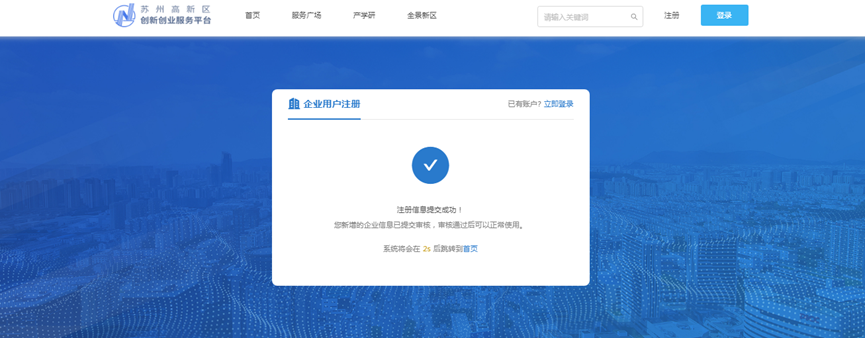 苏州高新区
创新创业服务平台
首页
服务广场
产学研
全景新区
请输入关键词
注册
登录
企业用户注册
已有账户? 立即登录
注册信息提交成功！
您新增的企业信息已提交审核，审核通过后可以正常使用。
系统将会在 2s 后跳转到首页